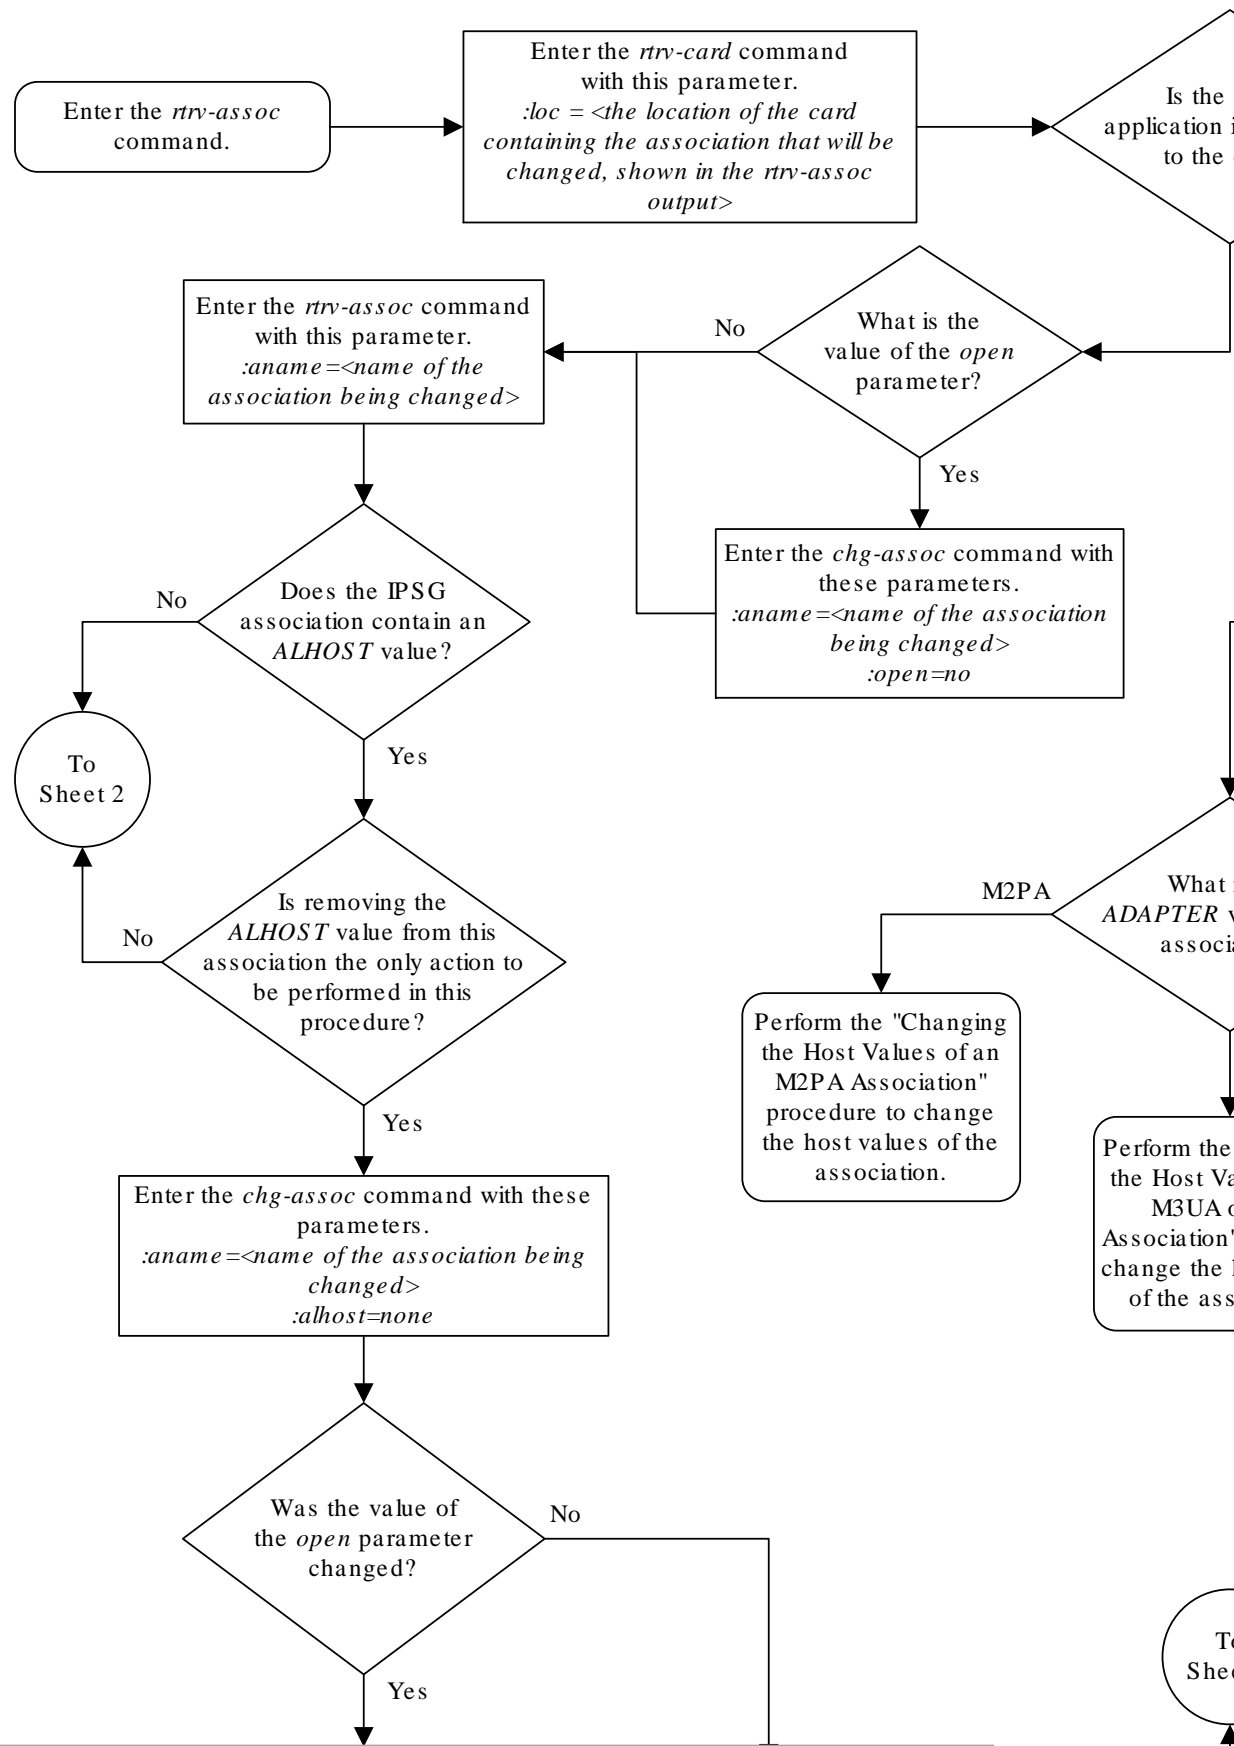 Enter the rtrv-assoc
command.
Enter the rtrv-card command
with this parameter.
:loc = <the location of the card
containing the association that will be
changed, shown in the rtrv-assoc
output>
Is the
application
to the
Enter the rtrv-assoc command
with this parameter.
:aname=<name of the
association being changed>
No
What is the
value of the open
parameter?
Yes
Enter the chg-assoc command with
these parameters.
:aname=<name of the association
being changed>
:open=no
No
Does the IPSG
association contain an
ALHOST value?
Yes
To
Sheet 2
No
Is removing the
ALHOST value from this
association the only action to
be performed in this
procedure?
Yes
M2PA
What
ADAPTER
Perform the "Changing
the Host Values of an
M2PA Association"
procedure to change
the host values of the
association.
Perform the
the Host
M3UA
Association"
change the
of the
Enter the chg-assoc command with these
parameters.
:aname=<name of the association being
changed>
:alhost=none
Was the value of
the open parameter
changed?
No
Yes